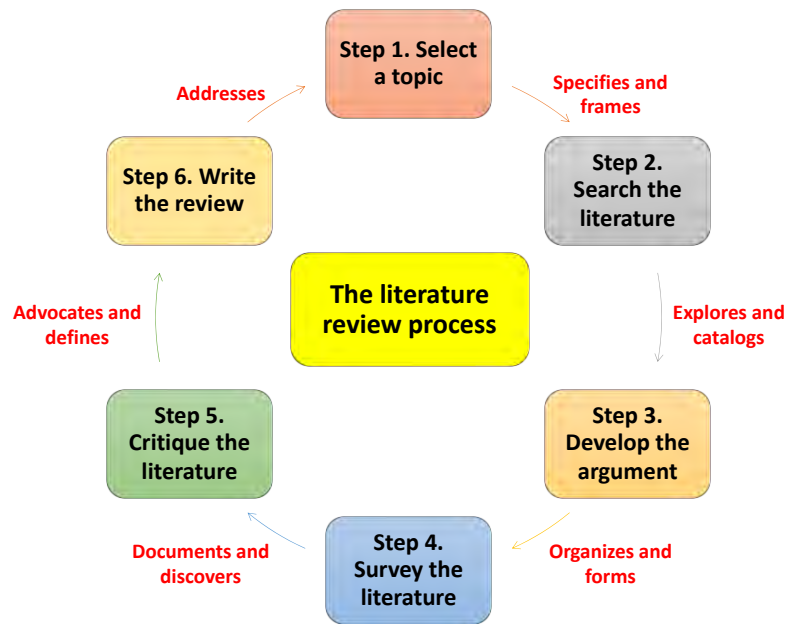 Step 1. Select
a topic
Specifies and
frames
Step 2.
Search the
literature
Explores and
catalogs
Step 3.
Develop the
argument
Organizes and
forms
Step 4.
Survey the
literature
Documents and
discovers
Step 5.
Critique the
literature
Advocates and
defines
Step 6. Write
the review
Addresses
The literature
review process